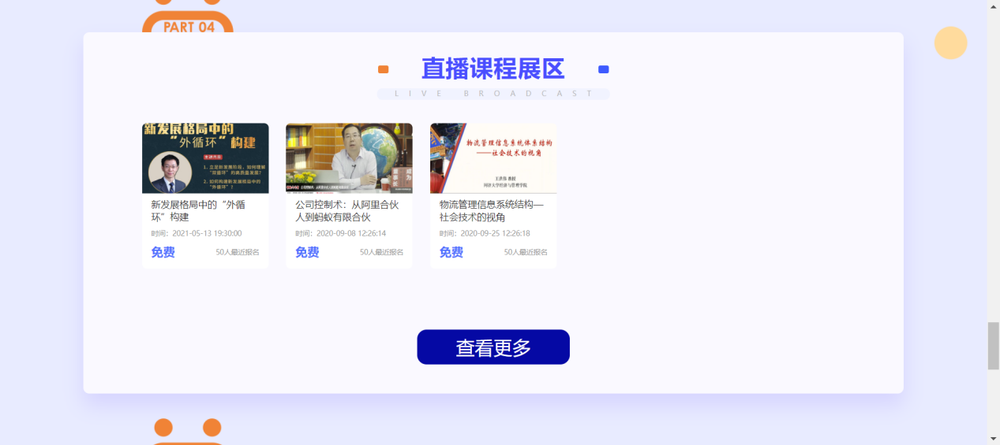 PART 04
直播课程展区
LIVE BROADCAST
新发展格局中的
“外循环”构建
主讲内容
1. 立足新发展阶段，如何理解
“双循环”的高质量发展?
2. 如何构建新发展格局中的
“外循环”?
新发展格局中的“外循
环”构建
时间：2021-05-13 19:30:00
免费
50人最近报名
公司控制术：从阿里合伙
人到蚂蚁有限合伙
时间：2020-09-08 12:26:14
免费
50人最近报名
物流管理信息系统体系结构
——社会技术的视角
王洪伟 教授
同济大学经济与管理学院
物流管理信息系统结构—
社会技术的视角
时间：2020-09-25 12:26:18
免费
50人最近报名
查看更多